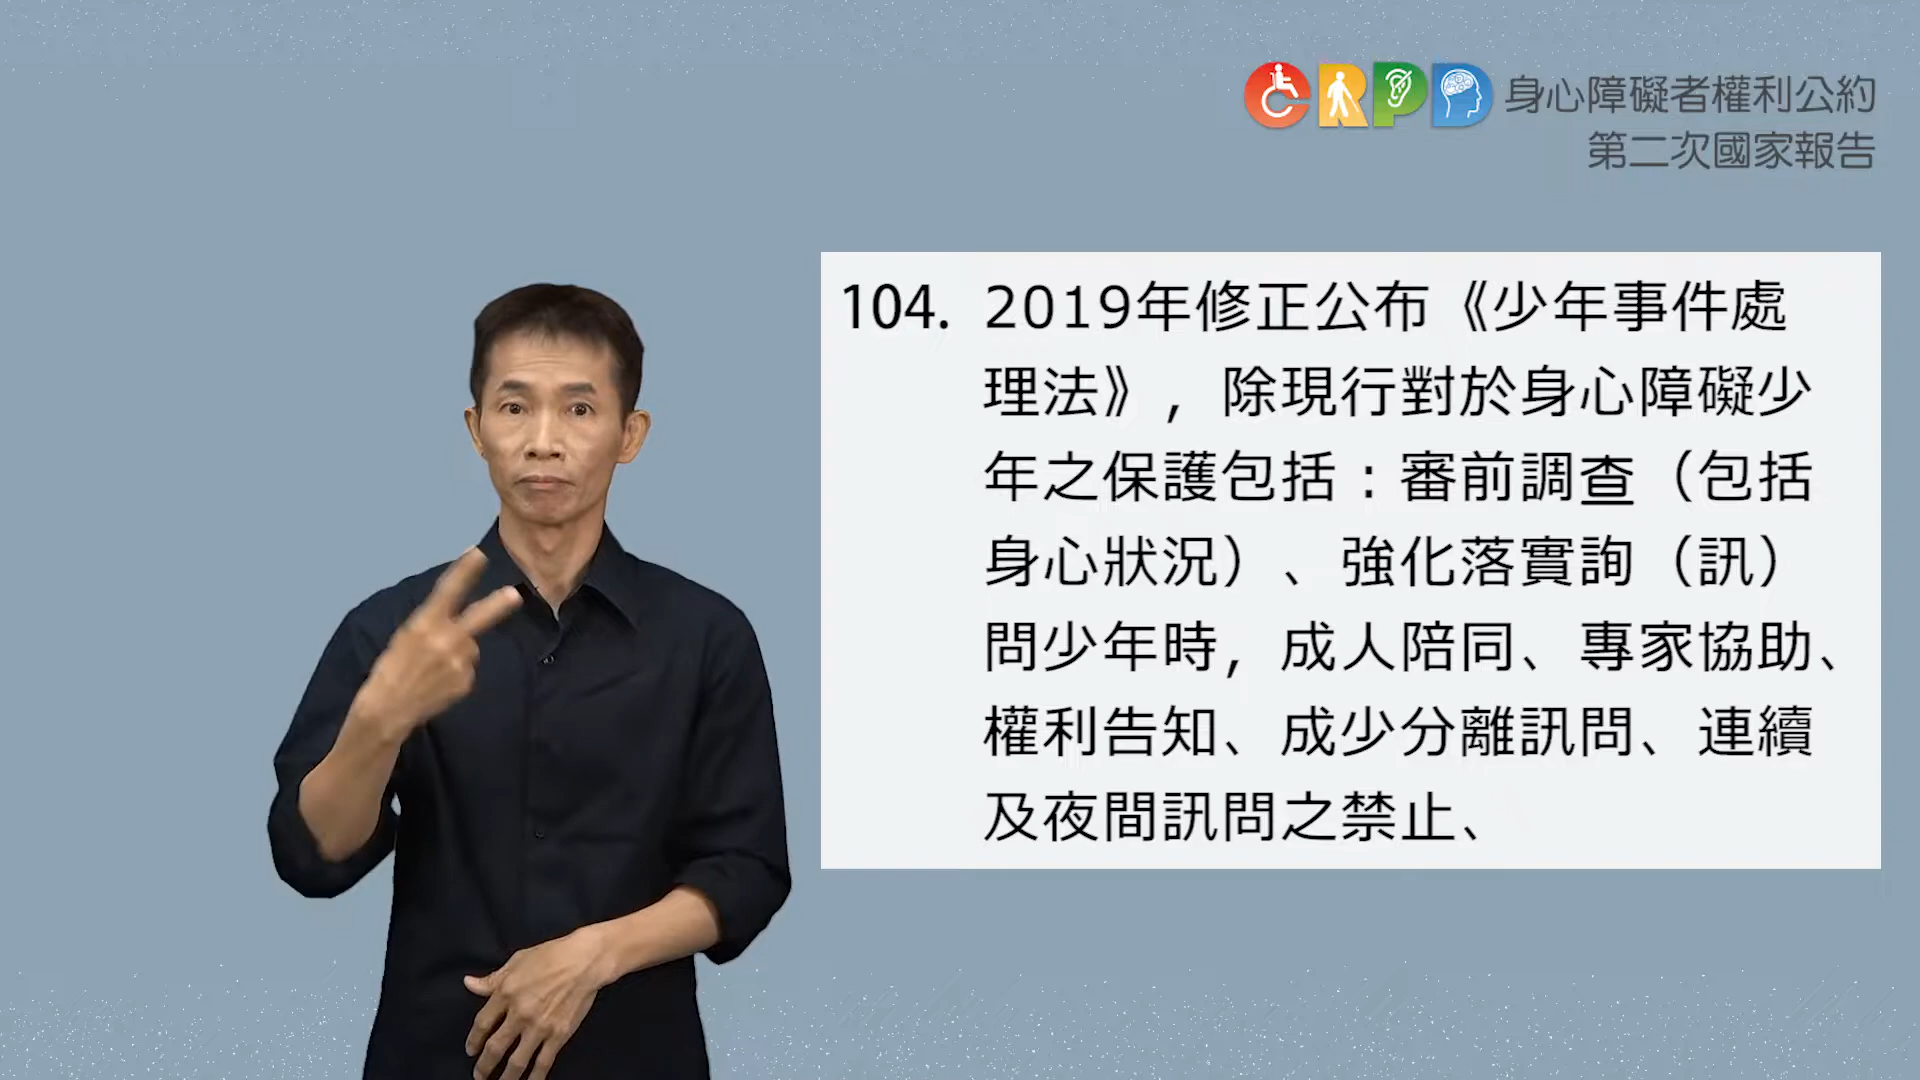 CRPD 身心障礙者權利公約
第二次國家報告
104. 2019年修正公布《少年事件處
理法》，除現行對於身心障礙少
年之保護包括：審前調查（包括
身心狀況）、強化落實詢（訊）
問少年時，成人陪同、專家協助、
權利告知、成少分離訊問、連續
及夜間訊問之禁止、